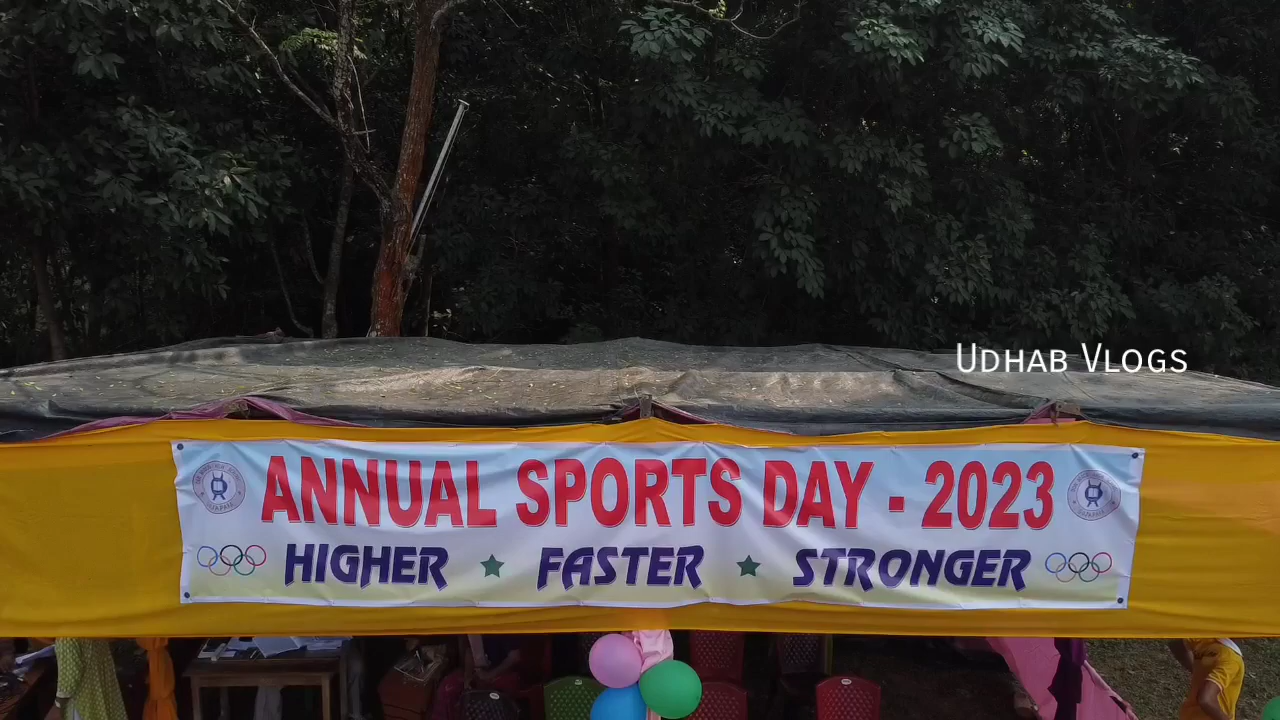 Udhab Vlogs
ANNUAL SPORTS DAY - 2023
HIGHER ★ FASTER ★ STRONGER